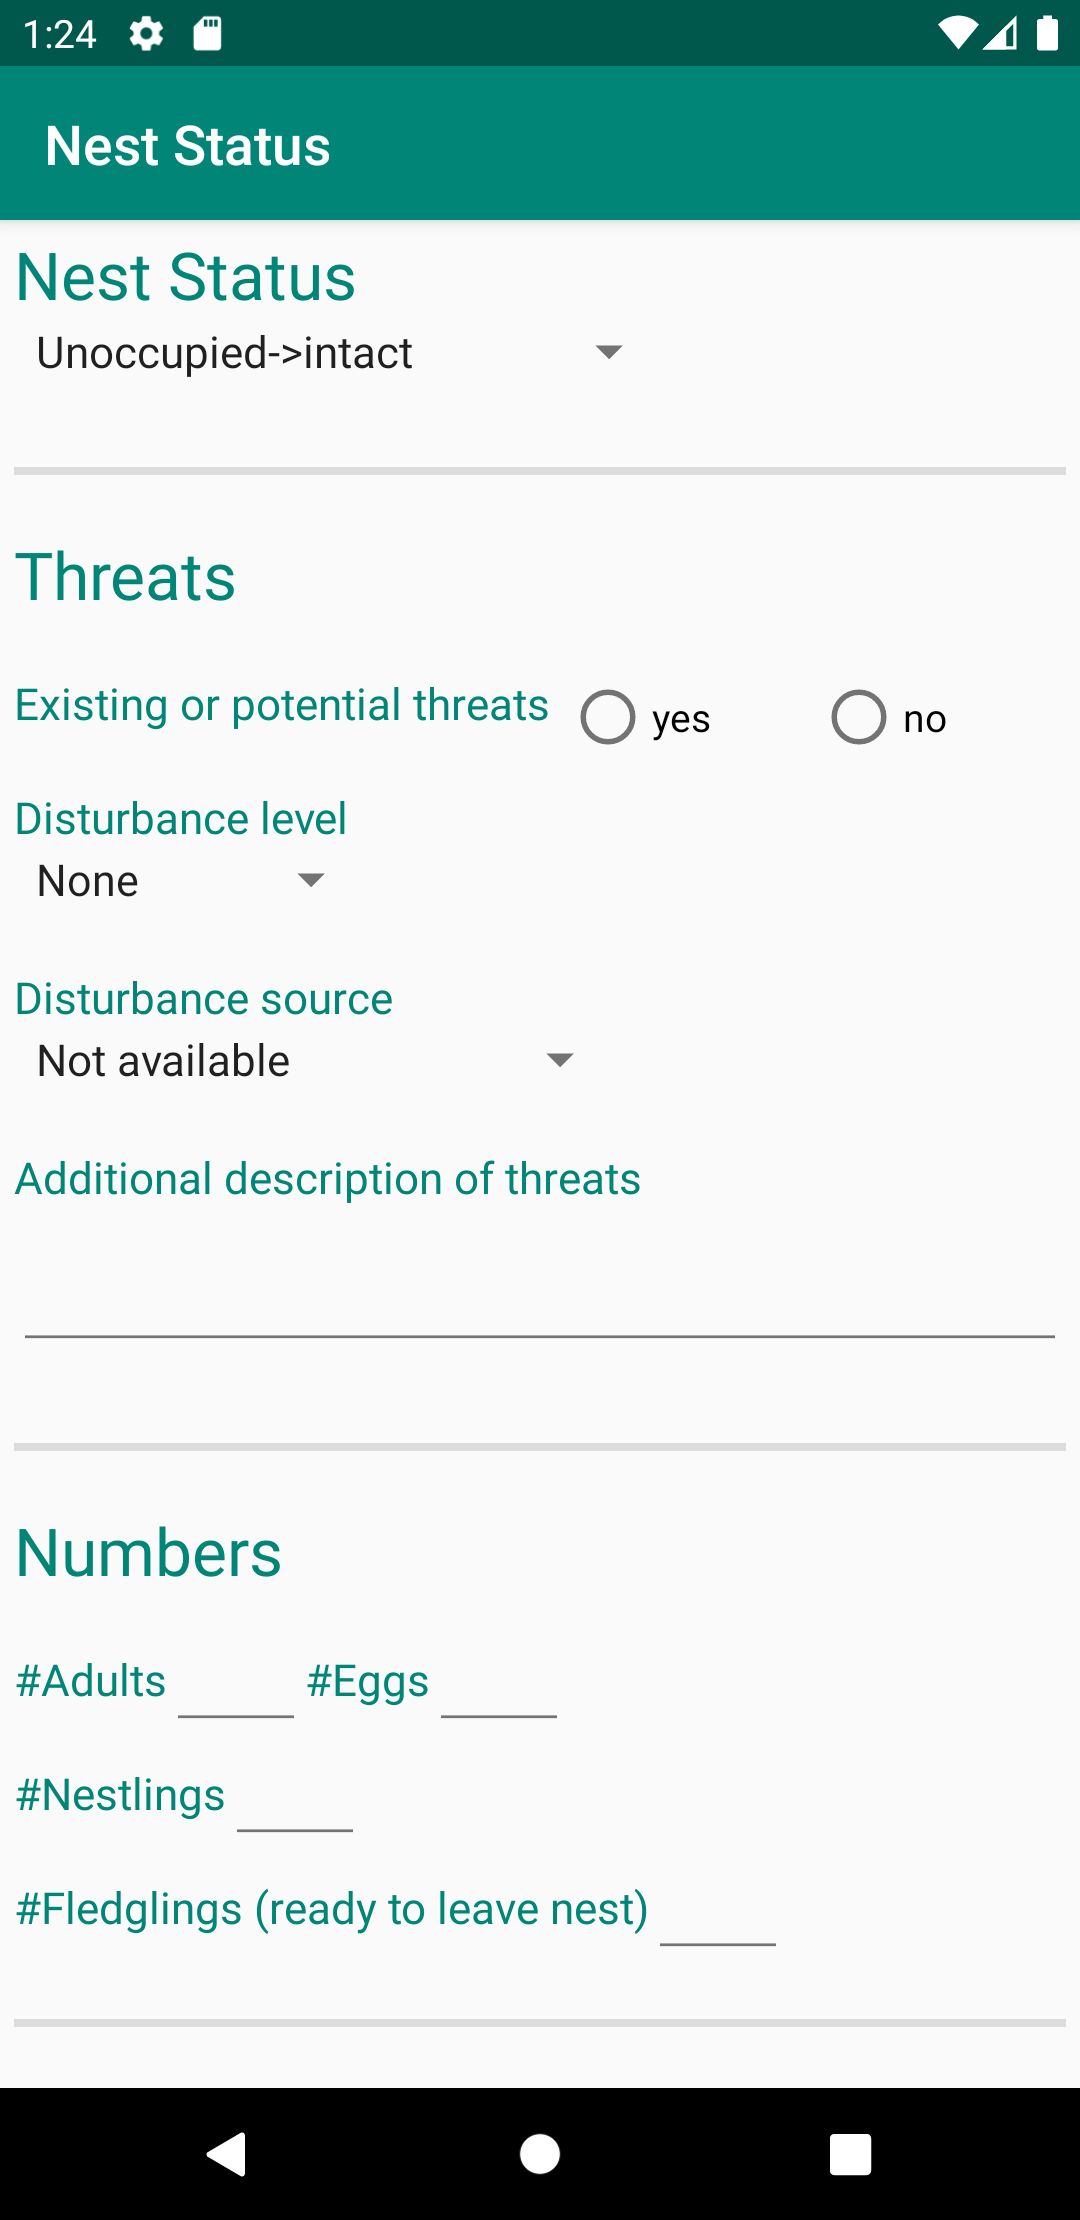 1:24
Nest Status
Nest Status
Unoccupied->intact
Threats
Existing or potential threats yes no
Disturbance level
None
Disturbance source
Not available
Additional description of threats
Numbers
#Adults #Eggs
#Nestlings
#Fledglings (ready to leave nest)